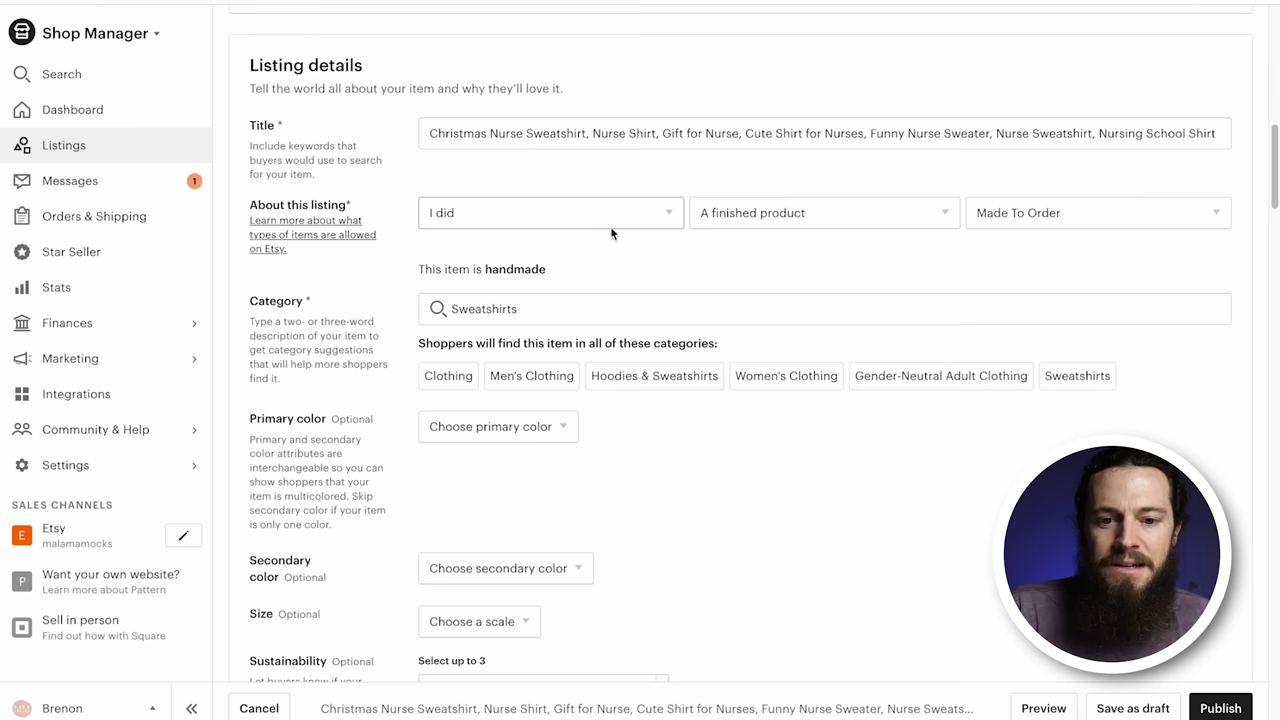 Shop Manager
Search
Dashboard
Listings
Messages 1
Orders & Shipping
Star Seller
Stats
Finances
Marketing
Integrations
Community & Help
Settings
SALES CHANNELS
E Etsy
malamamocks
P Want your own website?
Learn more about Pattern
Sell in person
Find out how with Square
Brenon
Listing details
Tell the world all about your item and why they'll love it.
Title *
Include keywords that
buyers would use to search
for your item.
Christmas Nurse Sweatshirt, Nurse Shirt, Gift for Nurse, Cute Shirt for Nurses, Funny Nurse Sweater, Nurse Sweatshirt, Nursing School Shirt
About this listing*
Learn more about what
types of items are allowed
on Etsy.
I did
A finished product
Made To Order
This item is handmade
Category *
Type a two- or three-word
description of your item to
get category suggestions
that will help more shoppers
find it.
Sweatshirts
Shoppers will find this item in all of these categories:
Clothing Men's Clothing Hoodies & Sweatshirts Women's Clothing Gender-Neutral Adult Clothing Sweatshirts
Primary color Optional
Primary and secondary
color attributes are
interchangeable so you can
show shoppers that your
item is multicolored. Skip
secondary color if your item
is only one color.
Choose primary color
Secondary
color Optional
Choose secondary color
Size Optional
Choose a scale
Sustainability Optional
Let buyers know if your
Select up to 3
Cancel
Christmas Nurse Sweatshirt, Nurse Shirt, Gift for Nurse, Cute Shirt for Nurses, Funny Nurse Sweater, Nurse Sweats...
Preview
Save as draft
Publish